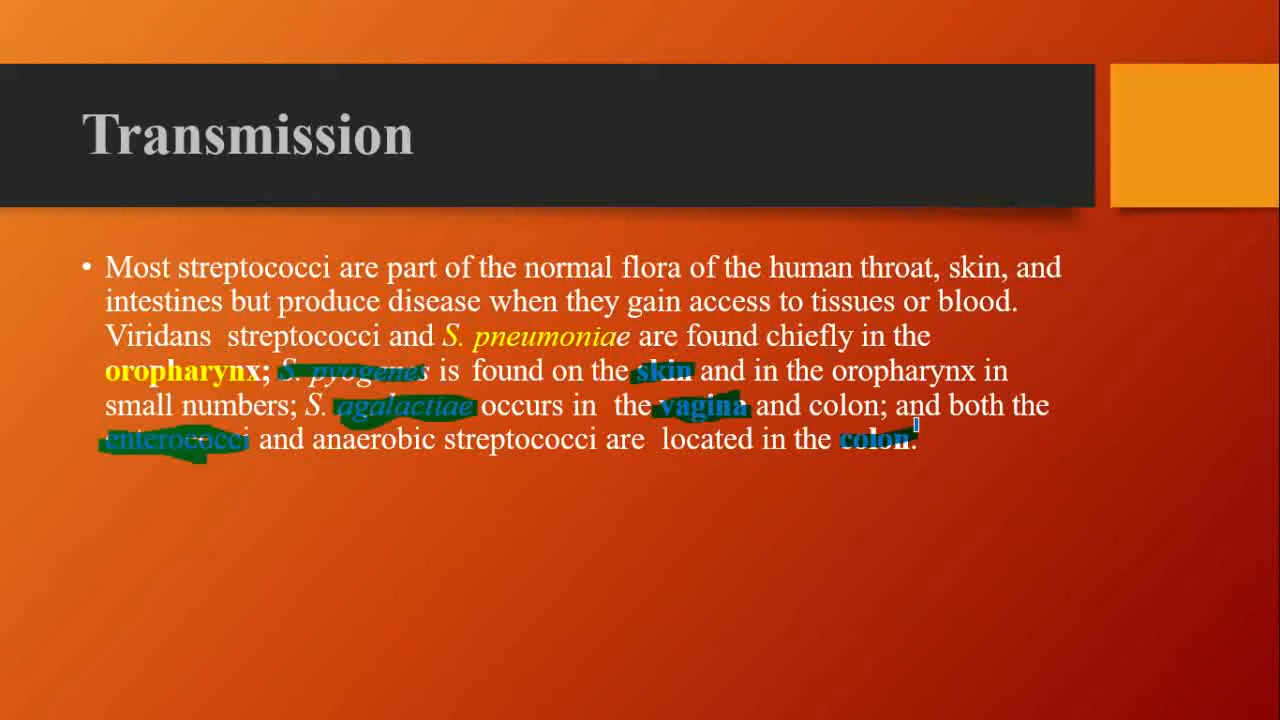 Transmission
• Most streptococci are part of the normal flora of the human throat, skin, and
intestines but produce disease when they gain access to tissues or blood.
Viridans streptococci and S. pneumoniae are found chiefly in the
oropharynx; S. pyogenes is found on the skin and in the oropharynx in
small numbers; S. agalactiae occurs in the vagina and colon; and both the
enterococci and anaerobic streptococci are located in the colon.